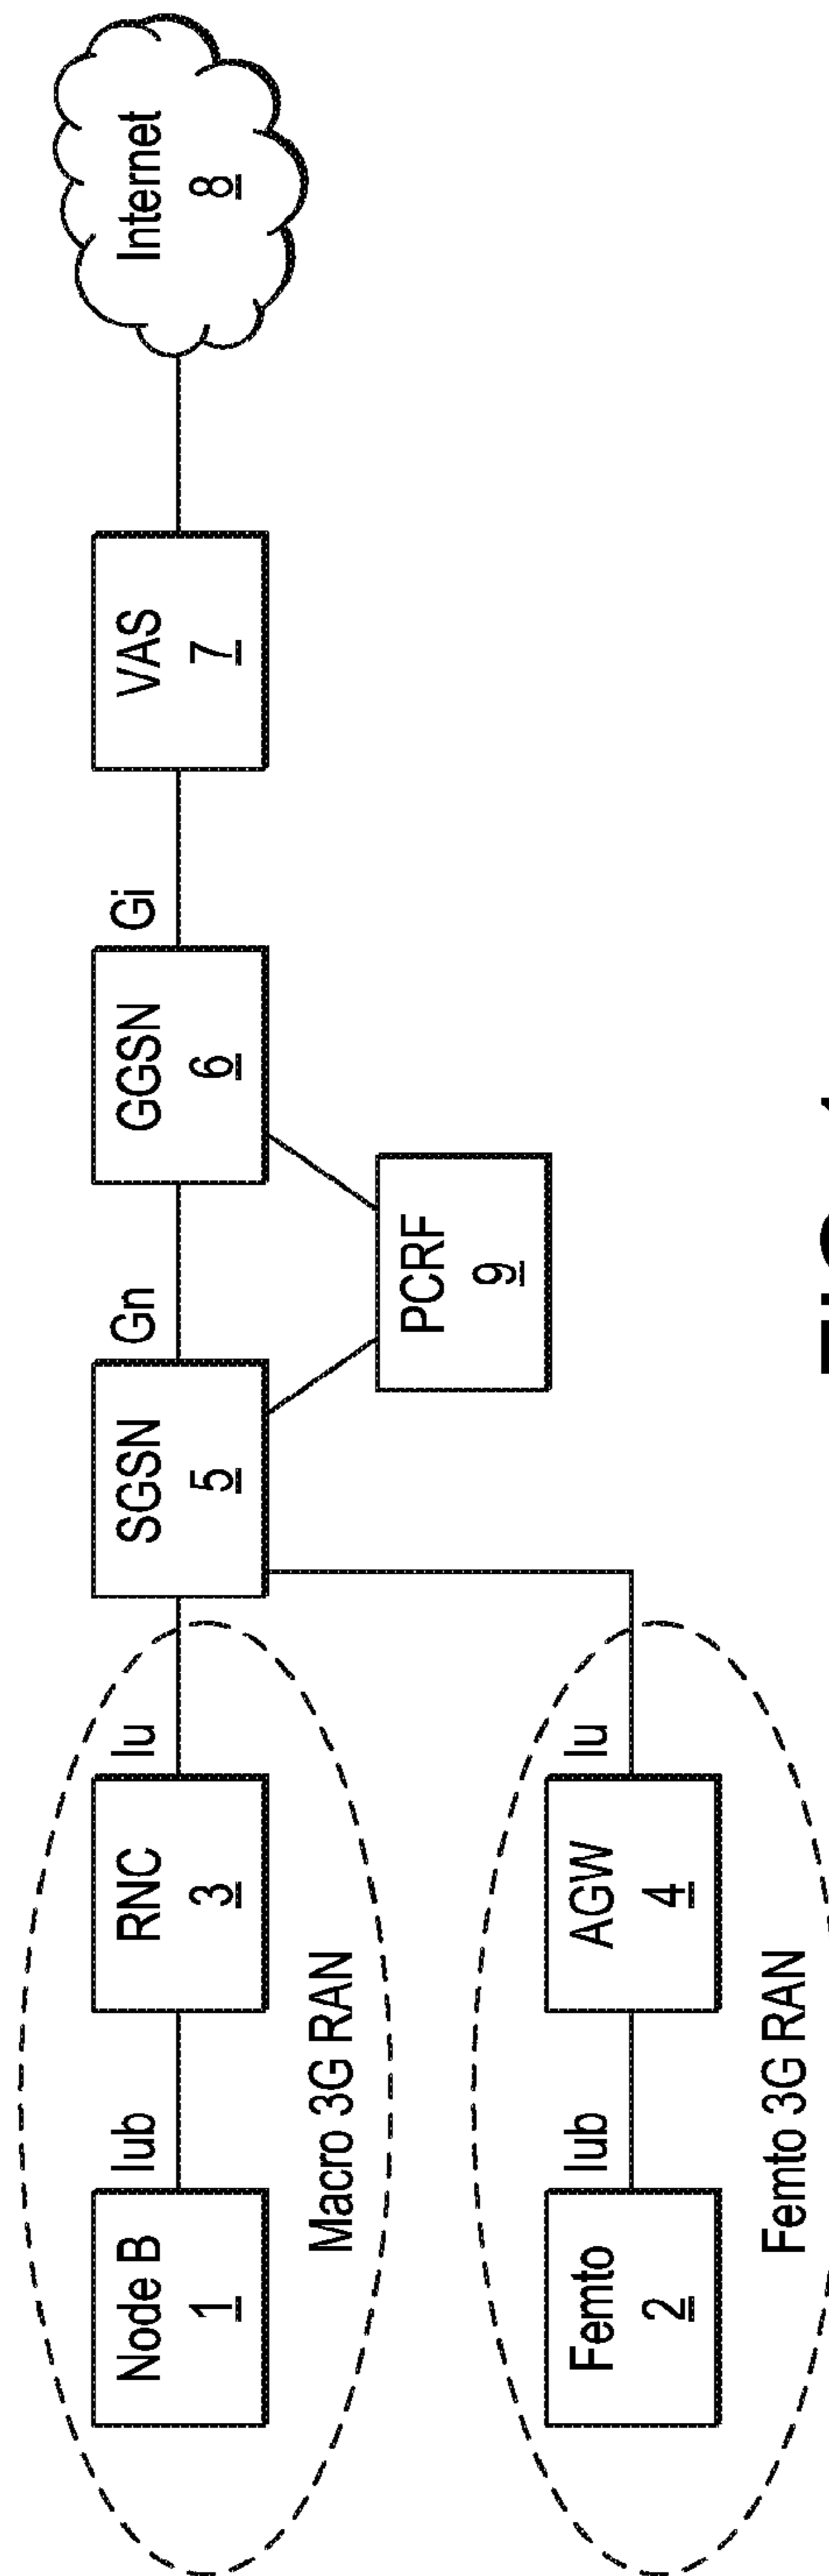 Node B
1
Iub
RNC
3
Iu
Macro 3G RAN
Femto
2
Iub
AGW
4
Iu
Femto 3G RAN
SGSN
5
Gn
GGSN
6
PCRF
9
Gi
VAS
7
Internet
8